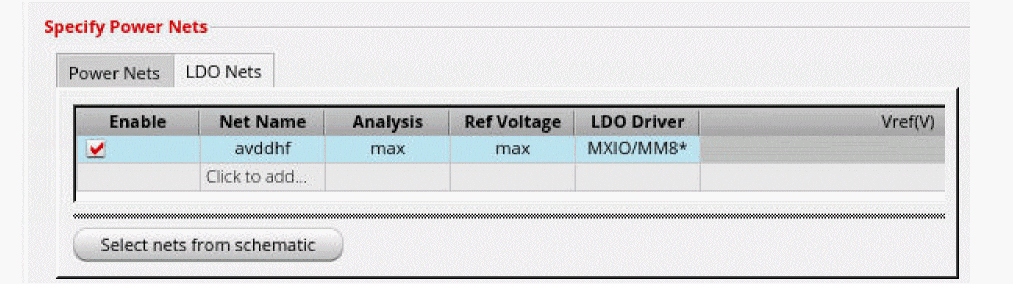 Specify Power Nets
Power Nets LDO Nets
Enable Net Name Analysis Ref Voltage LDO Driver Vref(V)
avddhf max max MXIO/MM8*
Click to add...
Select nets from schematic